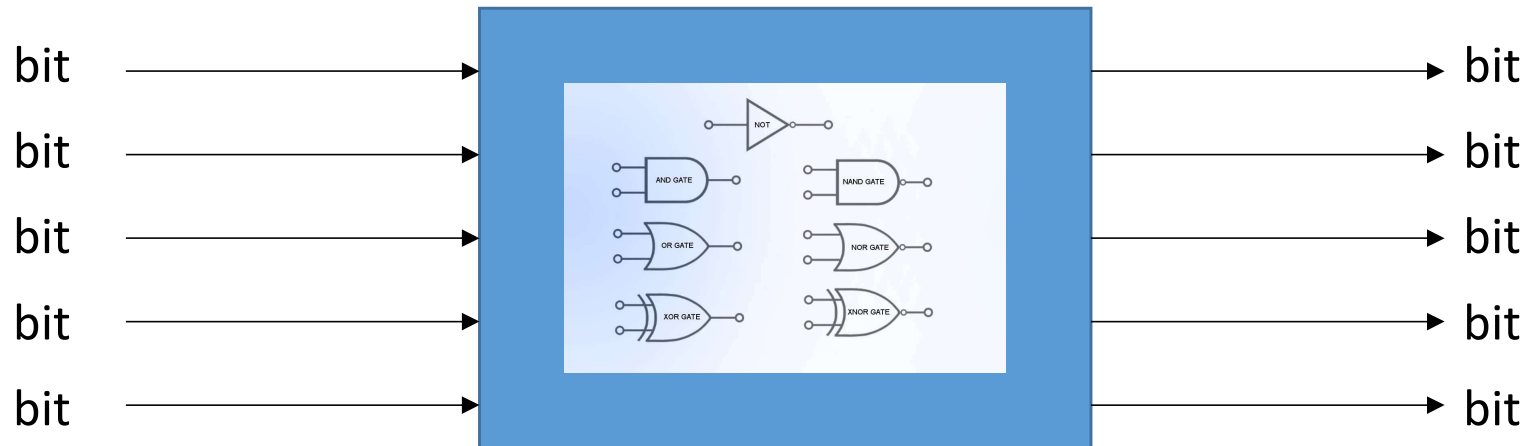 bit
bit
bit
bit
bit
NOT
AND GATE
NAND GATE
OR GATE
NOR GATE
XOR GATE
XNOR GATE
bit
bit
bit
bit
bit